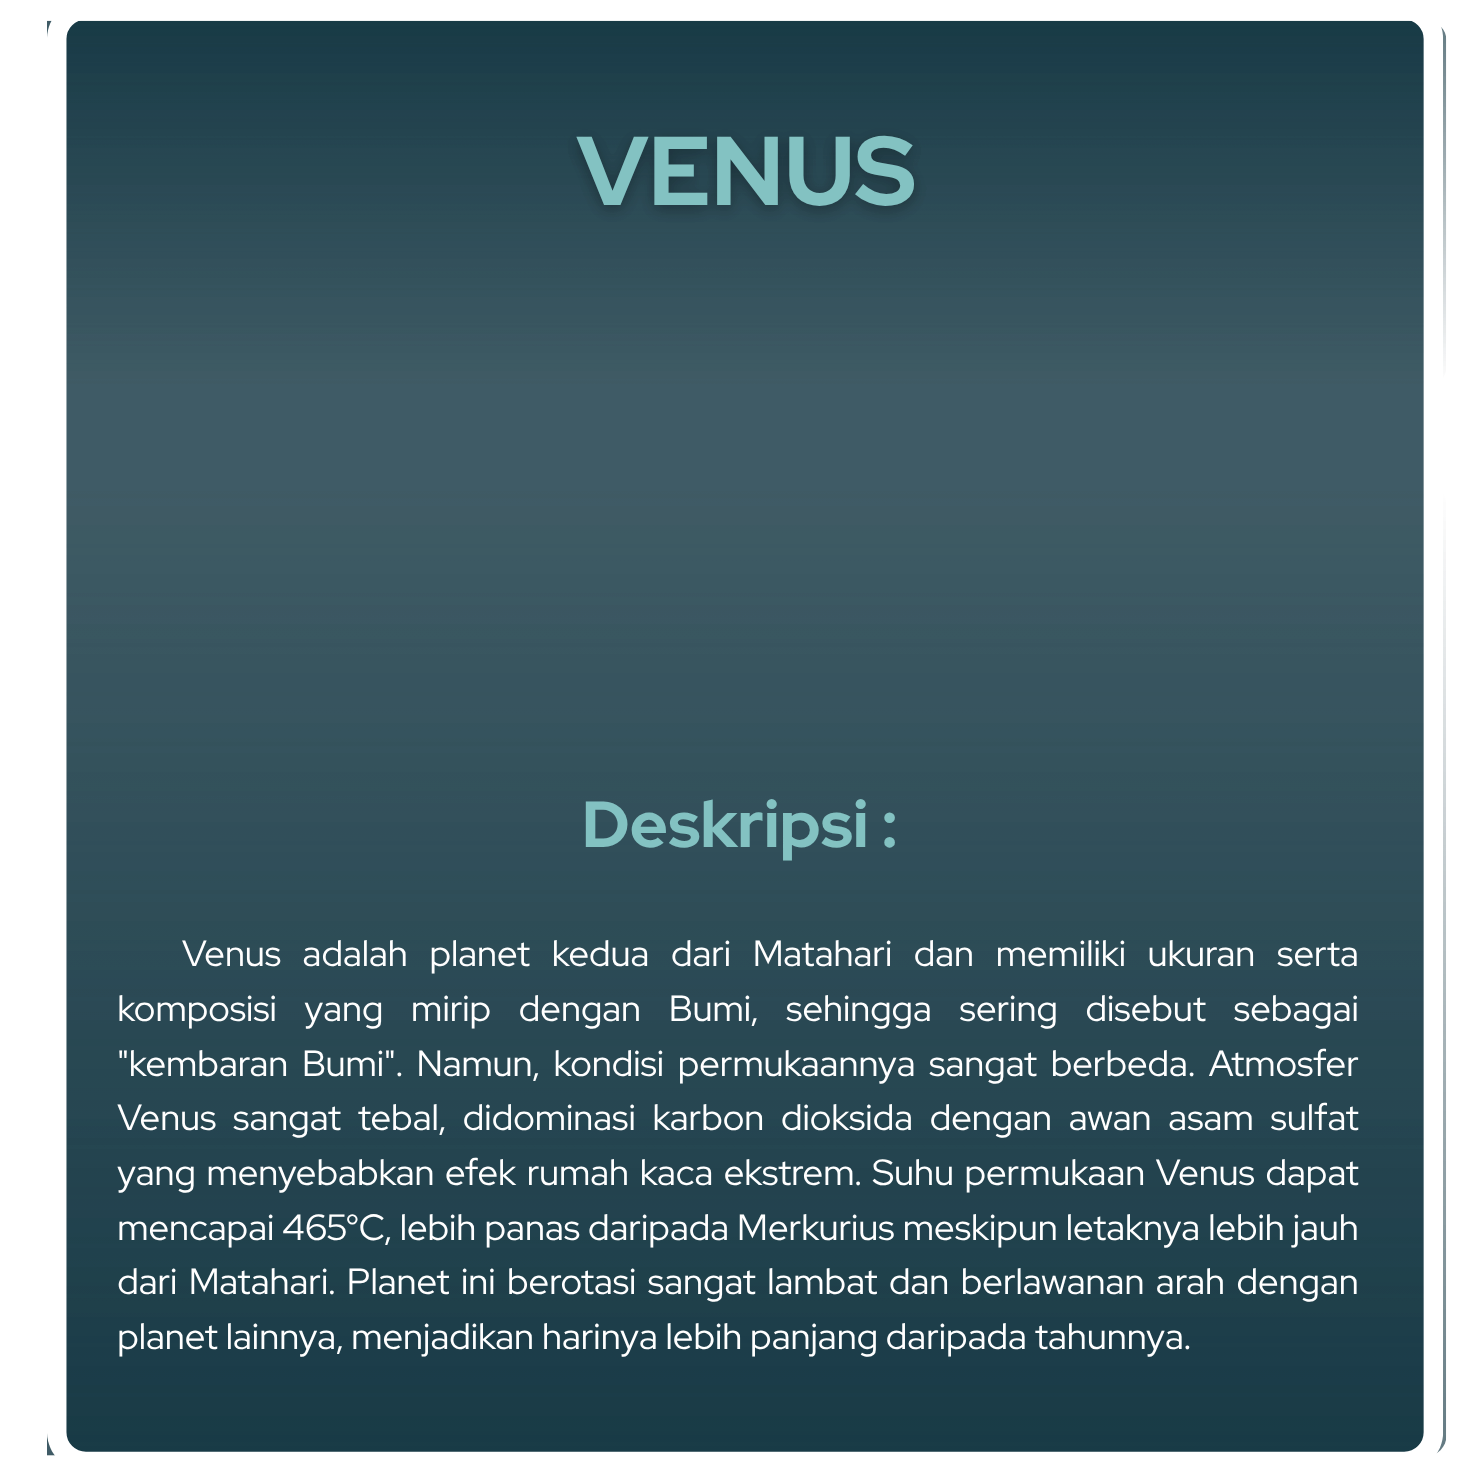 VENUS
Deskripsi :
Venus adalah planet kedua dari Matahari dan memiliki ukuran serta
komposisi yang mirip dengan Bumi, sehingga sering disebut sebagai
"kembaran Bumi". Namun, kondisi permukaannya sangat berbeda. Atmosfer
Venus sangat tebal, didominasi karbon dioksida dengan awan asam sulfat
yang menyebabkan efek rumah kaca ekstrem. Suhu permukaan Venus dapat
mencapai 465°C, lebih panas daripada Merkurius meskipun letaknya lebih jauh
dari Matahari. Planet ini berotasi sangat lambat dan berlawanan arah dengan
planet lainnya, menjadikan harinya lebih panjang daripada tahunnya.